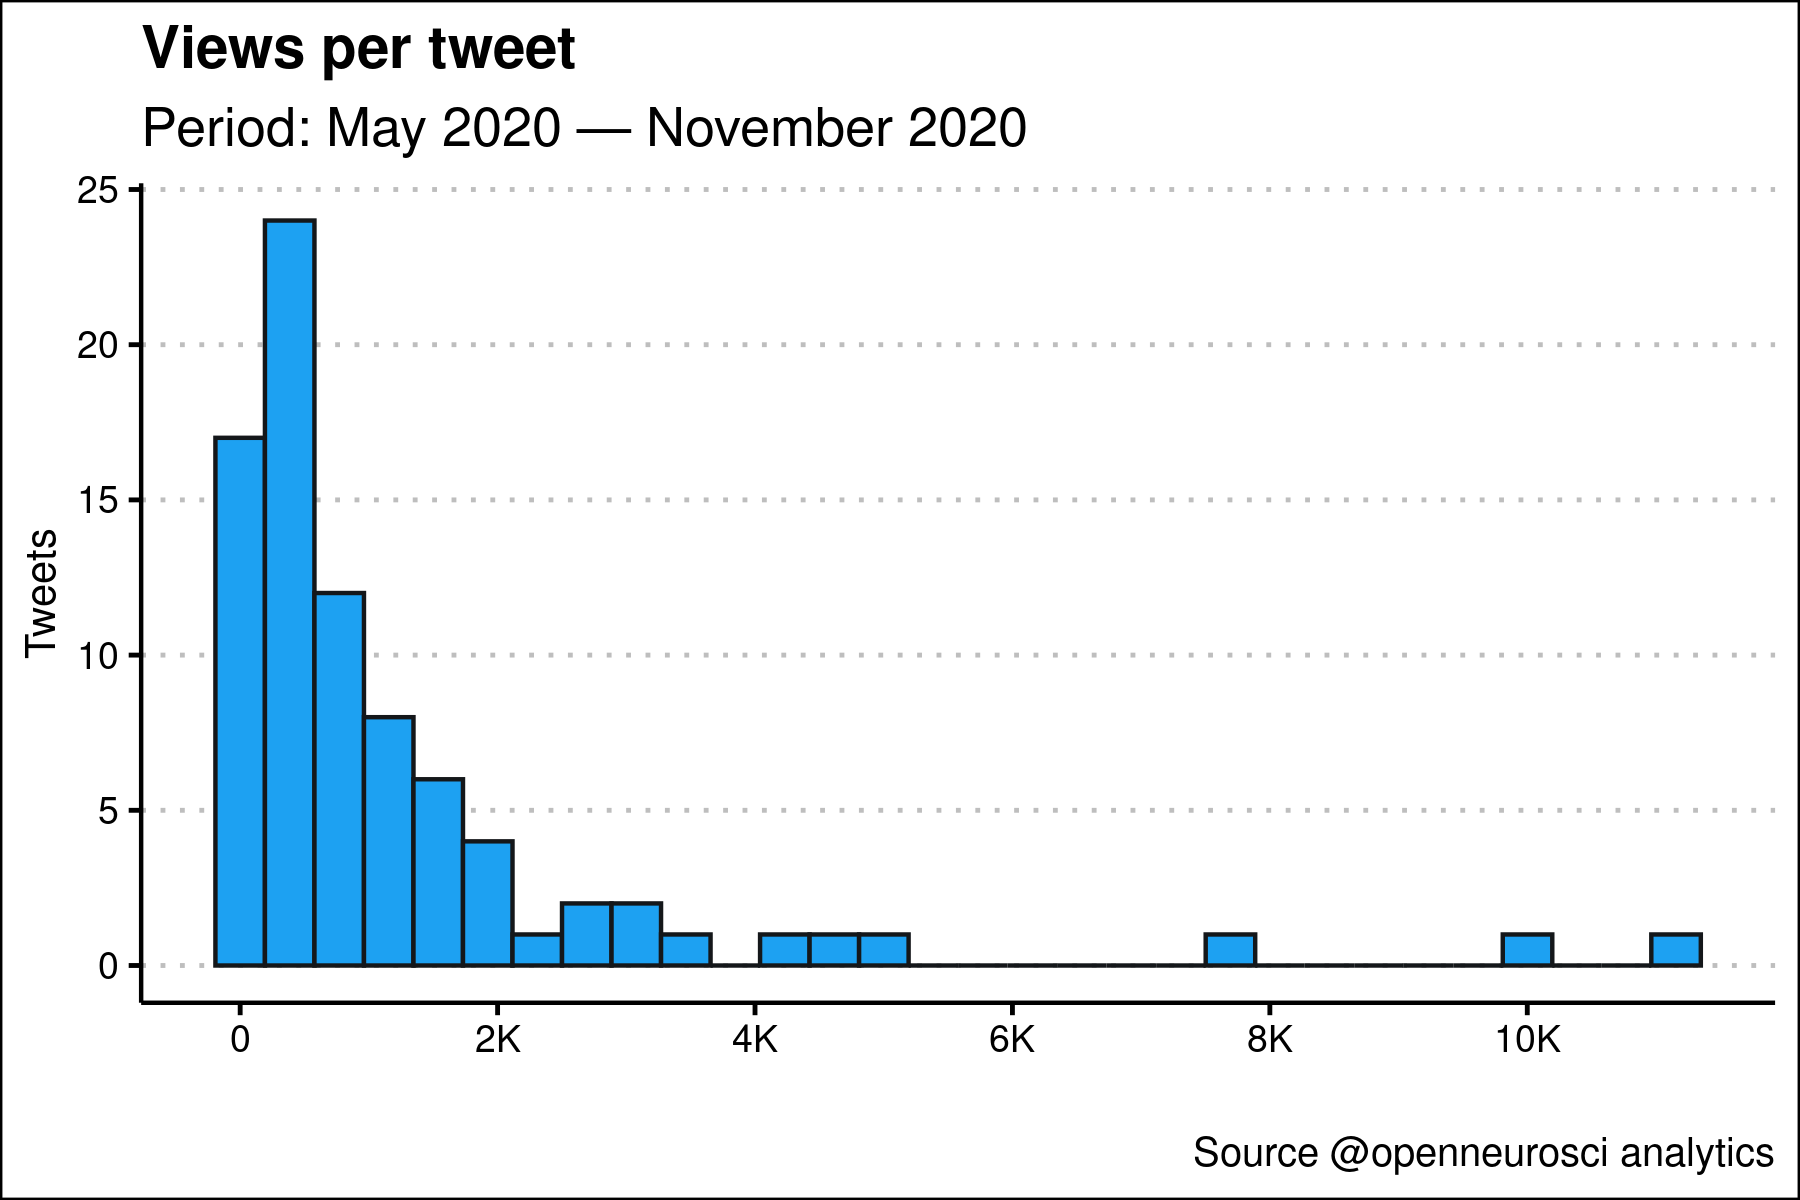 Views per tweet
Period: May 2020 — November 2020
25
20
15
10
5
0
Tweets
0 2K 4K 6K 8K 10K
Source @openneurosci analytics